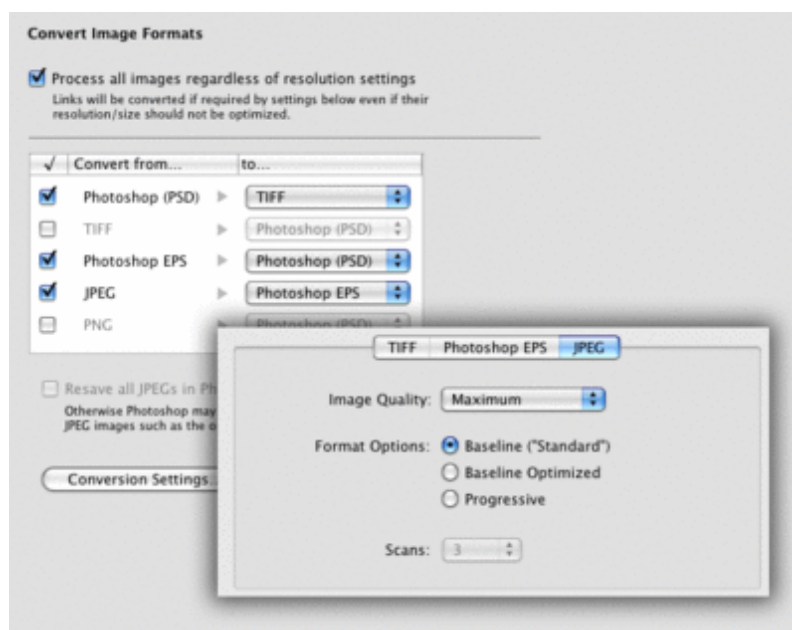 Convert Image Formats
Process all images regardless of resolution settings
Links will be converted if required by settings below even if their
resolution/size should not be optimized.
√ Convert from... to...
Photoshop (PSD) TIFF
TIFF Photoshop (PSD)
Photoshop EPS Photoshop (PSD)
JPEG Photoshop EPS
PNG Photoshop (PSD)
TIFF Photoshop EPS JPEG
Resave all JPEGs in Ph
Otherwise Photoshop may
JPEG images such as the o
Conversion Settings..
Image Quality: Maximum
Format Options: Baseline ("Standard")
Baseline Optimized
Progressive
Scans: 3